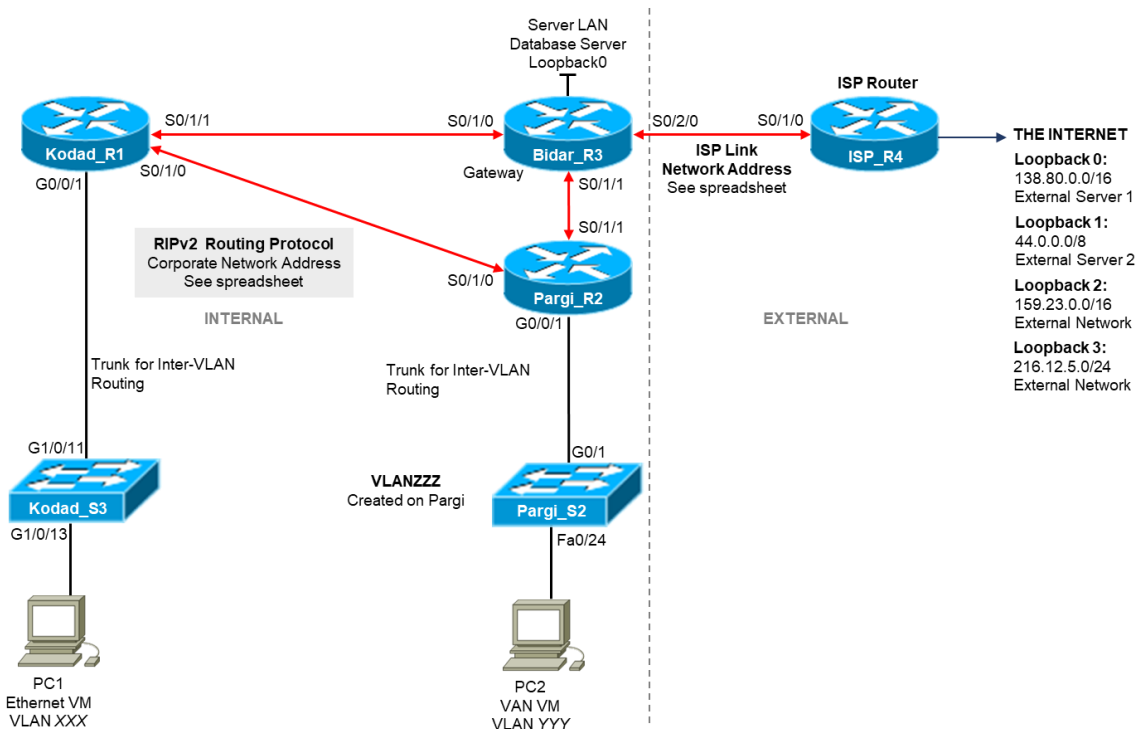 Server LAN
Database Server
Loopback0
ISP Router
S0/1/1
S0/1/0
S0/2/0
S0/1/0
Kodad_R1
Bidar_R3
ISP_R4
Gateway
G0/0/1
S0/1/0
S0/1/1
ISP Link
Network Address
See spreadsheet
THE INTERNET
Loopback 0:
138.80.0.0/16
External Server 1
Loopback 1:
44.0.0.0/8
External Server 2
Loopback 2:
159.23.0.0/16
External Network
Loopback 3:
216.12.5.0/24
External Network
RIPv2 Routing Protocol
Corporate Network Address
See spreadsheet
S0/1/1
S0/1/0
Pargi_R2
G0/0/1
INTERNAL
EXTERNAL
Trunk for Inter-VLAN
Routing
Trunk for Inter-VLAN
Routing
G1/0/11
Kodad_S3
G1/0/13
VLANZZZ
Created on Pargi
G0/1
Pargi_S2
Fa0/24
PC1
Ethernet VM
VLAN XXX
PC2
VAN VM
VLAN YYY